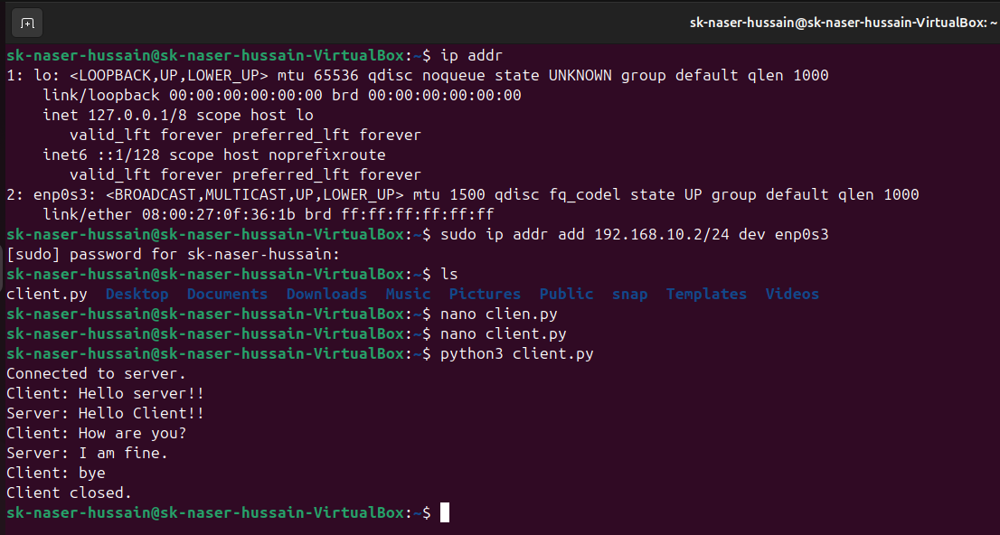 sk-naser-hussain@sk-naser-hussain-VirtualBox: ~
sk-naser-hussain@sk-naser-hussain-VirtualBox:~$ ip addr
1: lo: <LOOPBACK,UP,LOWER_UP> mtu 65536 qdisc noqueue state UNKNOWN group default qlen 1000
    link/loopback 00:00:00:00:00:00 brd 00:00:00:00:00:00
    inet 127.0.0.1/8 scope host lo
       valid_lft forever preferred_lft forever
    inet6 ::1/128 scope host noprefixroute
       valid_lft forever preferred_lft forever
2: enp0s3: <BROADCAST,MULTICAST,UP,LOWER_UP> mtu 1500 qdisc fq_codel state UP group default qlen 1000
    link/ether 08:00:27:0f:36:1b brd ff:ff:ff:ff:ff:ff
sk-naser-hussain@sk-naser-hussain-VirtualBox:~$ sudo ip addr add 192.168.10.2/24 dev enp0s3
[sudo] password for sk-naser-hussain:
sk-naser-hussain@sk-naser-hussain-VirtualBox:~$ ls
client.py  Desktop  Documents  Downloads  Music  Pictures  Public  snap  Templates  Videos
sk-naser-hussain@sk-naser-hussain-VirtualBox:~$ nano clien.py
sk-naser-hussain@sk-naser-hussain-VirtualBox:~$ nano client.py
sk-naser-hussain@sk-naser-hussain-VirtualBox:~$ python3 client.py
Connected to server.
Client: Hello server!!
Server: Hello Client!!
Client: How are you?
Server: I am fine.
Client: bye
Client closed.
sk-naser-hussain@sk-naser-hussain-VirtualBox:~$